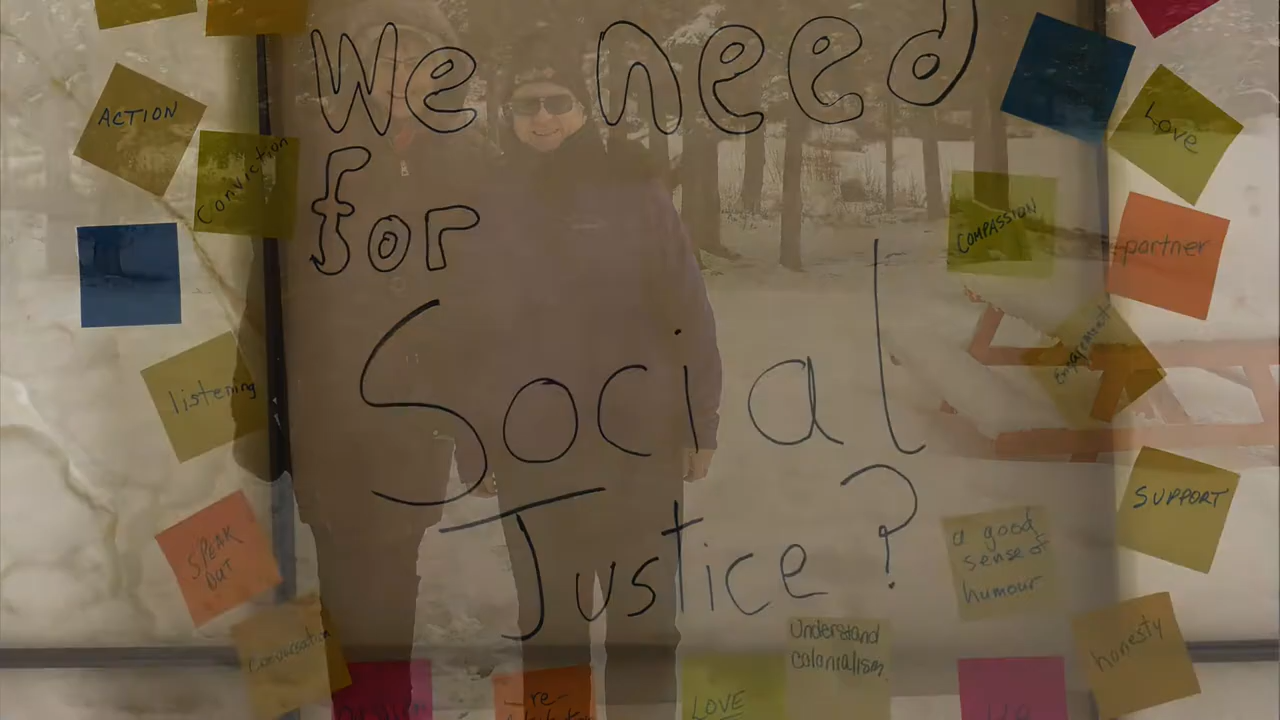 We need
for
Social
Justice?
ACTION
Conviction
listening
SPEAK
OUT
Conversation
re-
LOVE
Understand
colonialism
a good
sense of
humour
honesty
SUPPORT
Engagement
partner
COMPASSION
Love